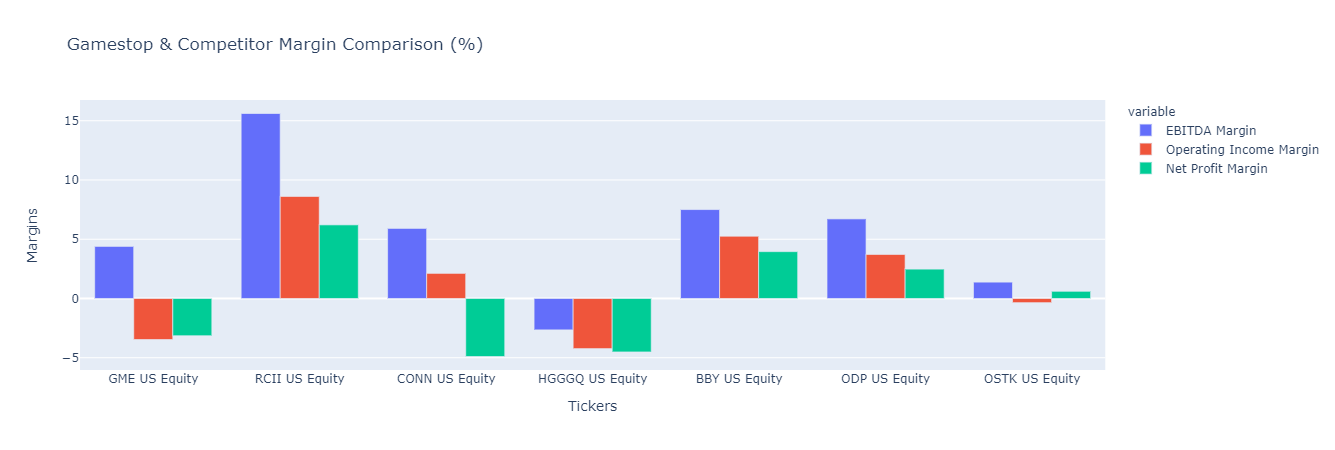 Gamestop & Competitor Margin Comparison (%)
variable
EBITDA Margin
Operating Income Margin
Net Profit Margin
Margins
15
10
5
0
−5
GME US Equity
RCII US Equity
CONN US Equity
HGGGQ US Equity
BBY US Equity
ODP US Equity
OSTK US Equity
Tickers